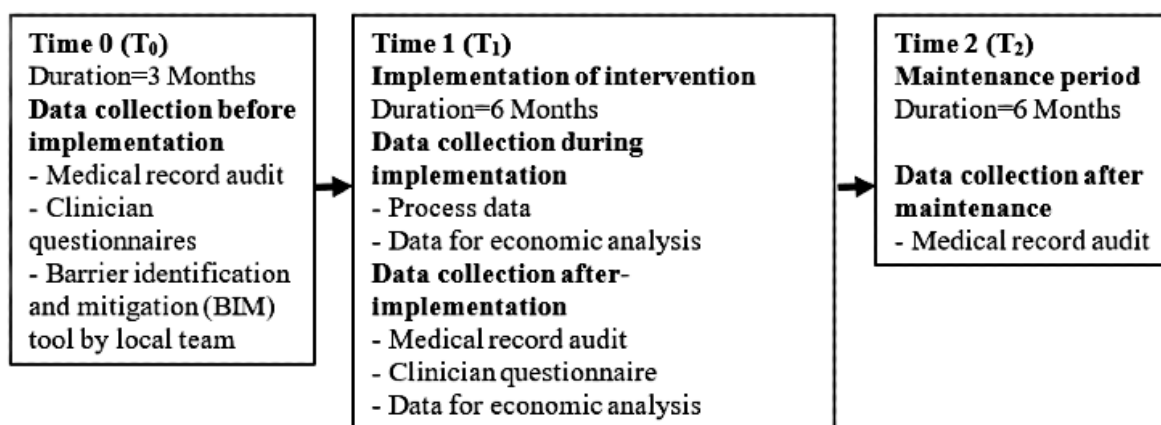 Time 0 (T₀)
Duration=3 Months
Data collection before
implementation
- Medical record audit
- Clinician
questionnaires
- Barrier identification
and mitigation (BIM)
tool by local team
Time 1 (T₁)
Implementation of intervention
Duration=6 Months
Data collection during
implementation
- Process data
- Data for economic analysis
Data collection after-
implementation
- Medical record audit
- Clinician questionnaire
- Data for economic analysis
Time 2 (T₂)
Maintenance period
Duration=6 Months
Data collection after
maintenance
- Medical record audit